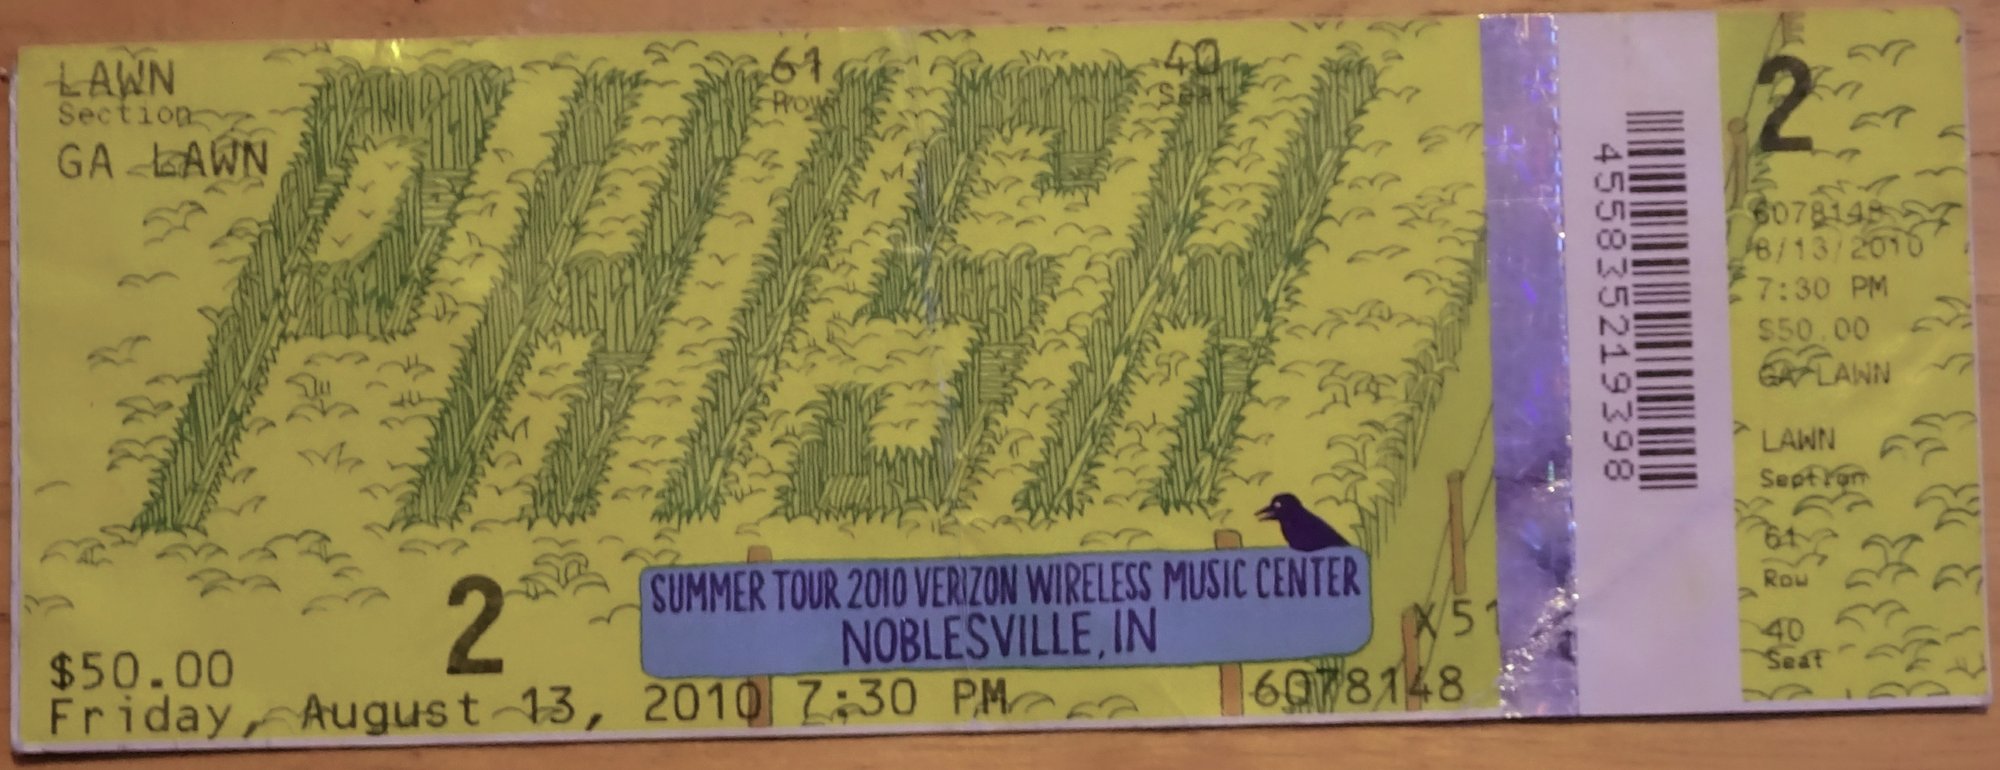 LAWN
Section
GA LAWN
61
Row
40
Seat
PHISH
SUMMER TOUR 2010 VERIZON WIRELESS MUSIC CENTER
NOBLESVILLE, IN
2
$50.00
Friday, August 13, 2010 7:30 PM
X51
6078148
455835219398
2
6078148
8/13/2010
7:30 PM
$50.00
GA LAWN
LAWN
Section
61
Row
40
Seat